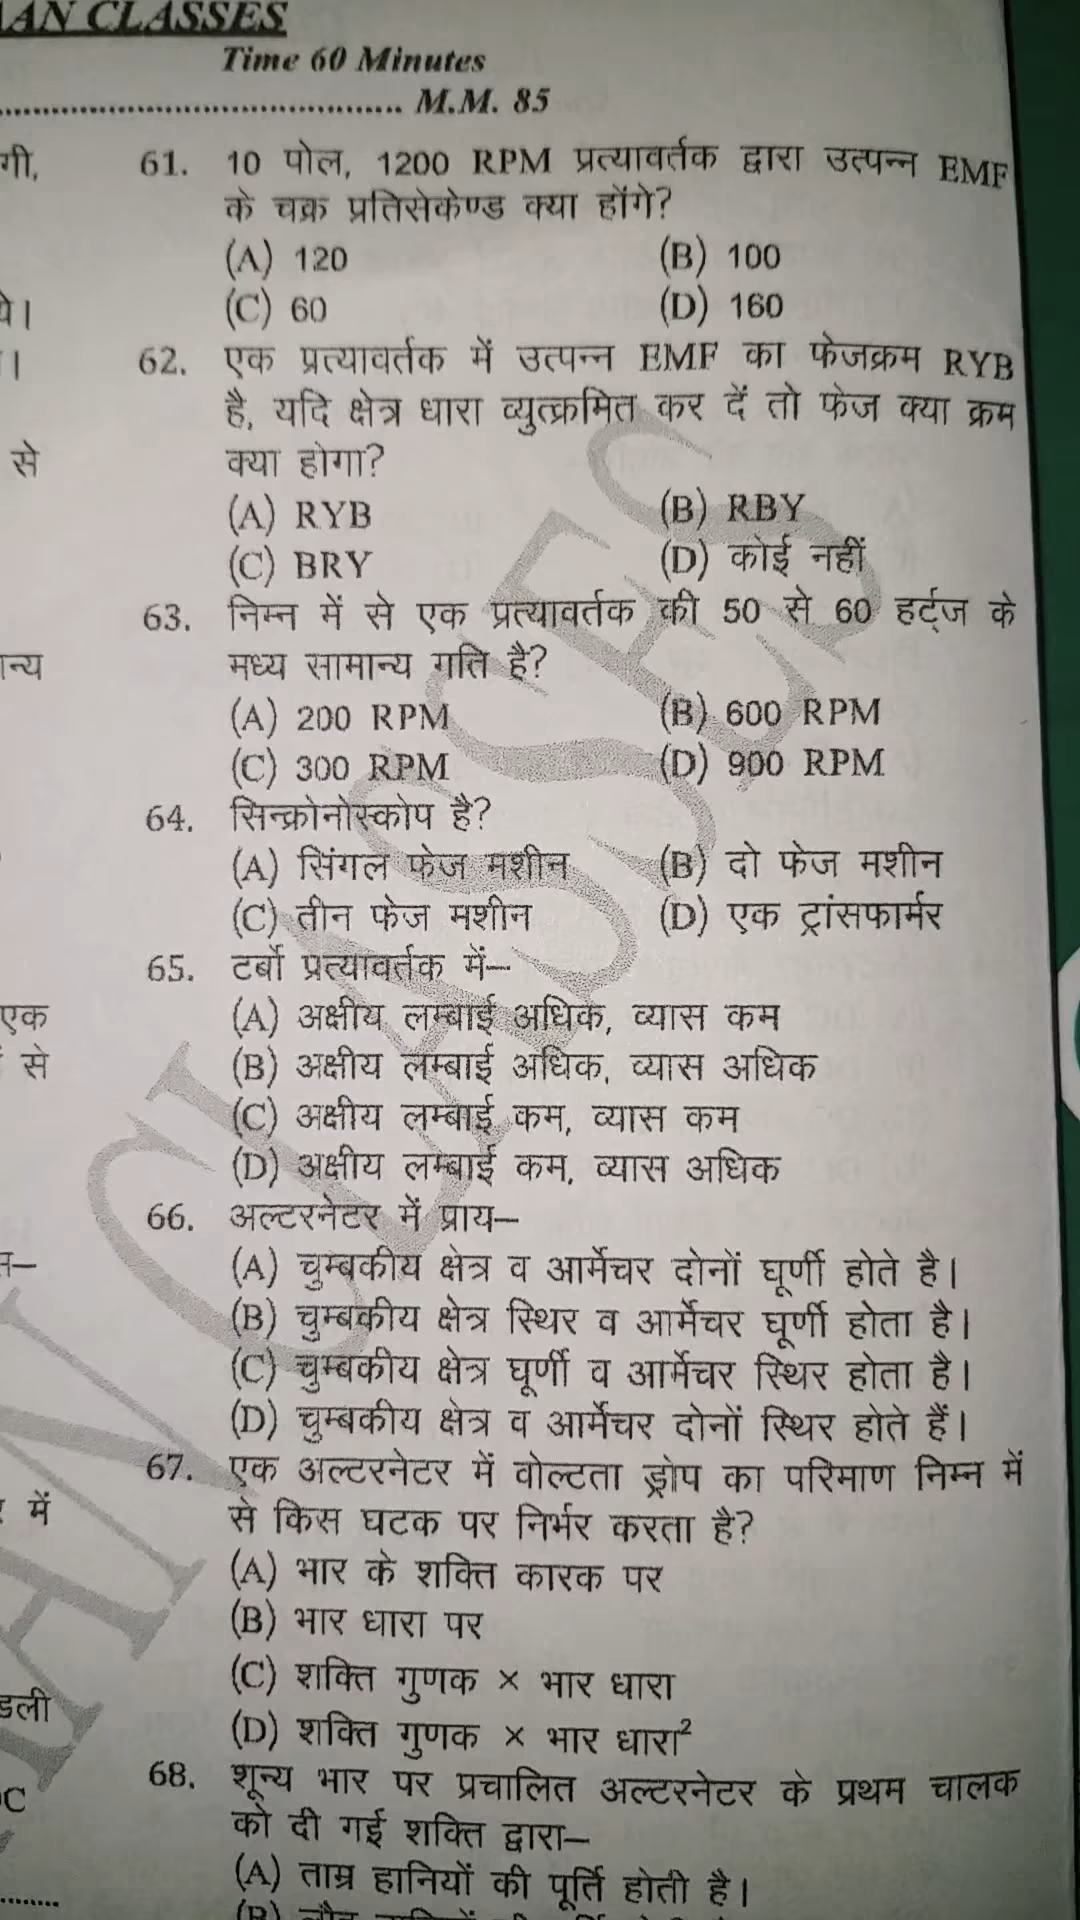 AN CLASSES
Time 60 Minutes
M.M. 85
गी,
61. 10 पोल, 1200 RPM प्रत्यावर्तक द्वारा उत्पन्न EMF
के चक्र प्रतिसेकेण्ड क्या होंगे?
(A) 120 (B) 100
(C) 60 (D) 160
62. एक प्रत्यावर्तक में उत्पन्न EMF का फेजक्रम RYB
है, यदि क्षेत्र धारा व्युत्क्रमित कर दें तो फेज क्या क्रम
से
क्या होगा?
(A) RYB (B) RBY
(C) BRY (D) कोई नहीं
63. निम्न में से एक प्रत्यावर्तक की 50 से 60 हर्ट्ज के
न्य
मध्य सामान्य गति है?
(A) 200 RPM (B) 600 RPM
(C) 300 RPM (D) 900 RPM
64. सिन्क्रोनोस्कोप है?
(A) सिंगल फेज मशीन (B) दो फेज मशीन
(C) तीन फेज मशीन (D) एक ट्रांसफार्मर
65. टर्बो प्रत्यावर्तक में–
एक
(A) अक्षीय लम्बाई अधिक, व्यास कम
से
(B) अक्षीय लम्बाई अधिक, व्यास अधिक
(C) अक्षीय लम्बाई कम, व्यास कम
(D) अक्षीय लम्बाई कम, व्यास अधिक
66. अल्टरनेटर में प्राय–
(A) चुम्बकीय क्षेत्र व आर्मेचर दोनों घूर्णी होते है।
(B) चुम्बकीय क्षेत्र स्थिर व आर्मेचर घूर्णी होता है।
(C) चुम्बकीय क्षेत्र घूर्णी व आर्मेचर स्थिर होता है।
(D) चुम्बकीय क्षेत्र व आर्मेचर दोनों स्थिर होते हैं।
67. एक अल्टरनेटर में वोल्टता ड्रोप का परिमाण निम्न में
में
से किस घटक पर निर्भर करता है?
(A) भार के शक्ति कारक पर
(B) भार धारा पर
(C) शक्ति गुणक × भार धारा
डली
(D) शक्ति गुणक × भार धारा²
68. शून्य भार पर प्रचालित अल्टरनेटर के प्रथम चालक
को दी गई शक्ति द्वारा–
(A) ताम्र हानियों की पूर्ति होती है।
(B)
CLASSES